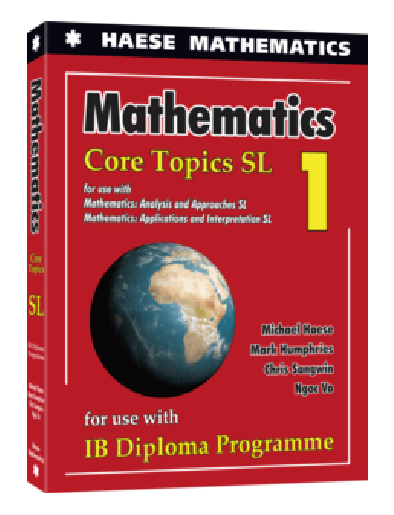 * HAESE MATHEMATICS
Mathematics
Core Topics SL
1
for use with
Mathematics: Analysis and Approaches SL
Mathematics: Applications and Interpretation SL
Michael Haese
Mark Humphries
Chris Sangwin
Ngoc Vo
for use with
IB Diploma Programme
*
Mathematics
Core
Topics
SL